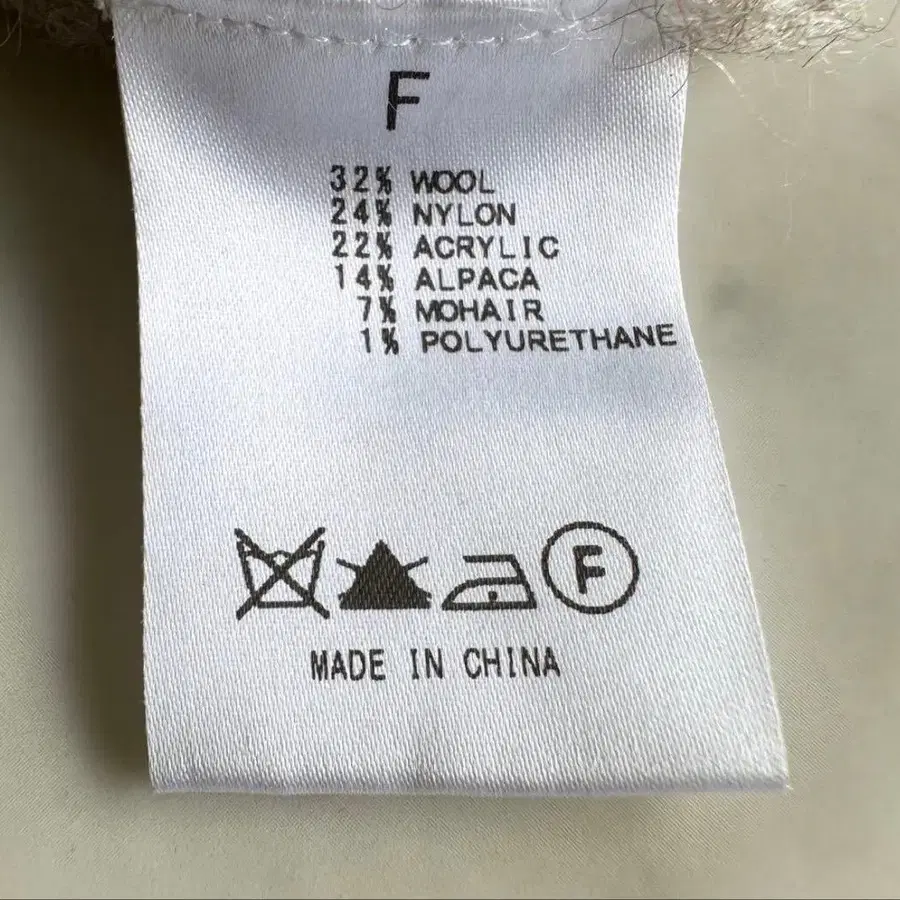 F
32% WOOL
24% NYLON
22% ACRYLIC
14% ALPACA
7% MOHAIR
1% POLYURETHANE
F
MADE IN CHINA